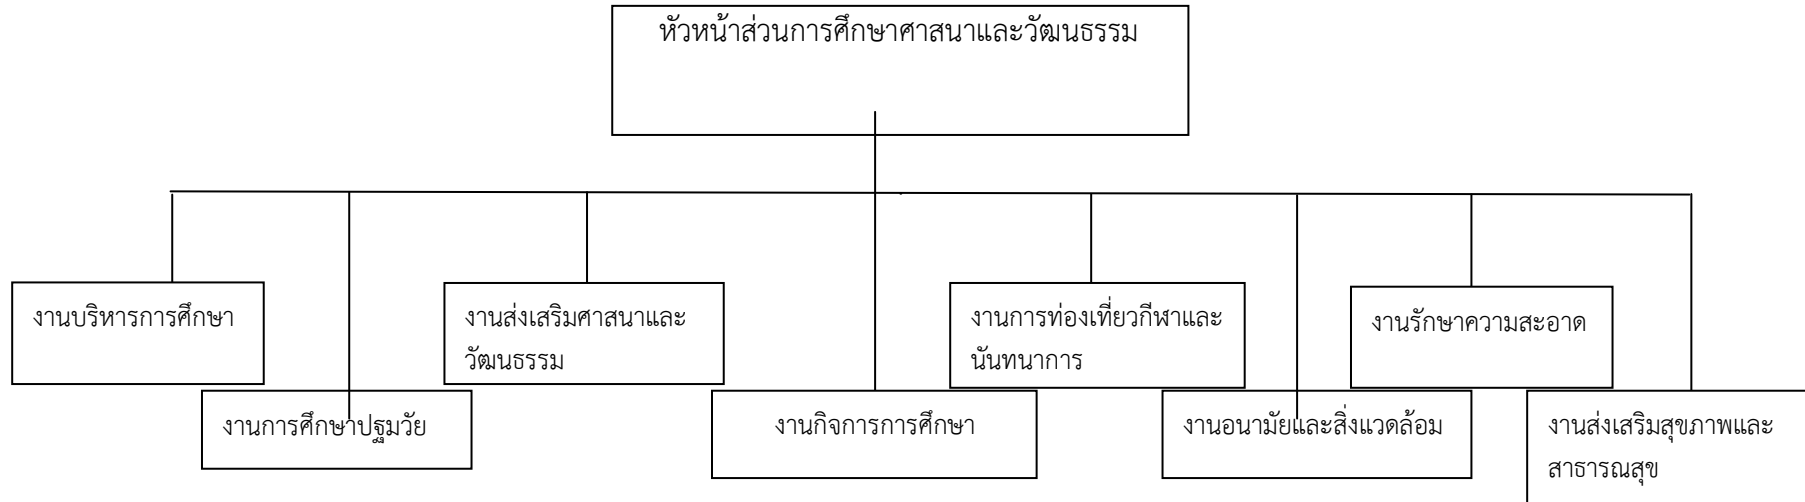 หัวหน้าส่วนการศึกษาศาสนาและวัฒนธรรม
งานบริหารการศึกษา
งานส่งเสริมศาสนาและ
วัฒนธรรม
งานการท่องเที่ยวกีฬาและ
นันทนาการ
งานรักษาความสะอาด
งานการศึกษาปฐมวัย
งานกิจการการศึกษา
งานอนามัยและสิ่งแวดล้อม
งานส่งเสริมสุขภาพและ
สาธารณสุข